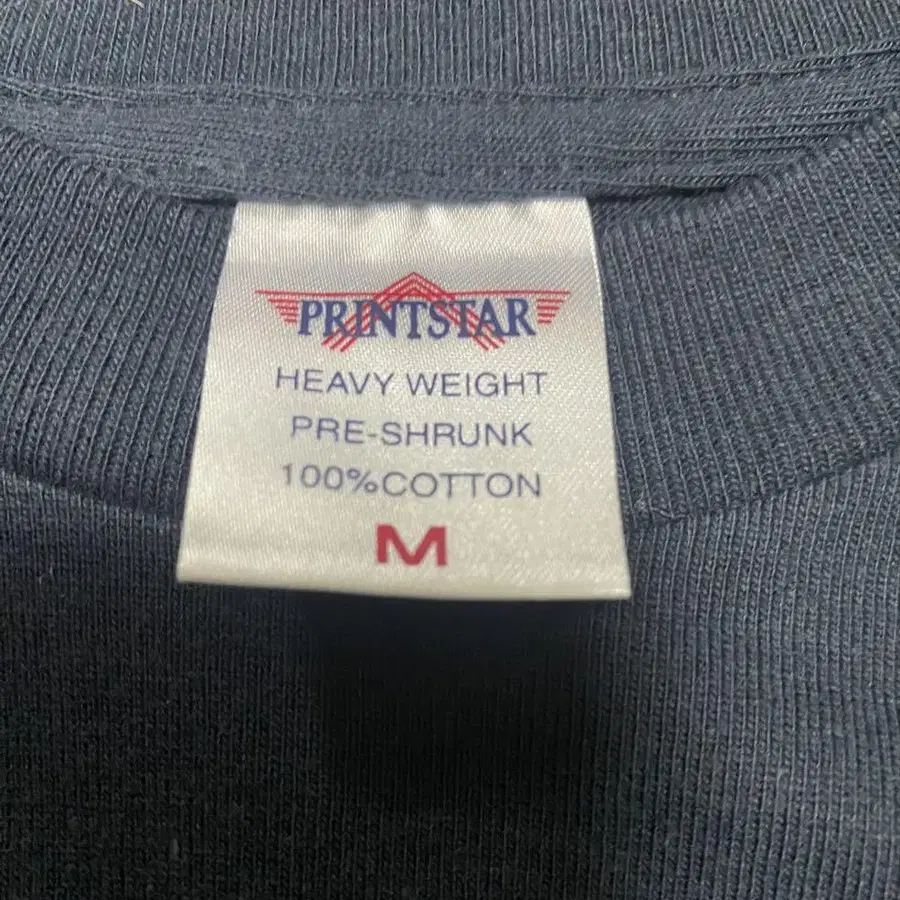 PRINTSTAR
HEAVY WEIGHT
PRE-SHRUNK
100%COTTON
M